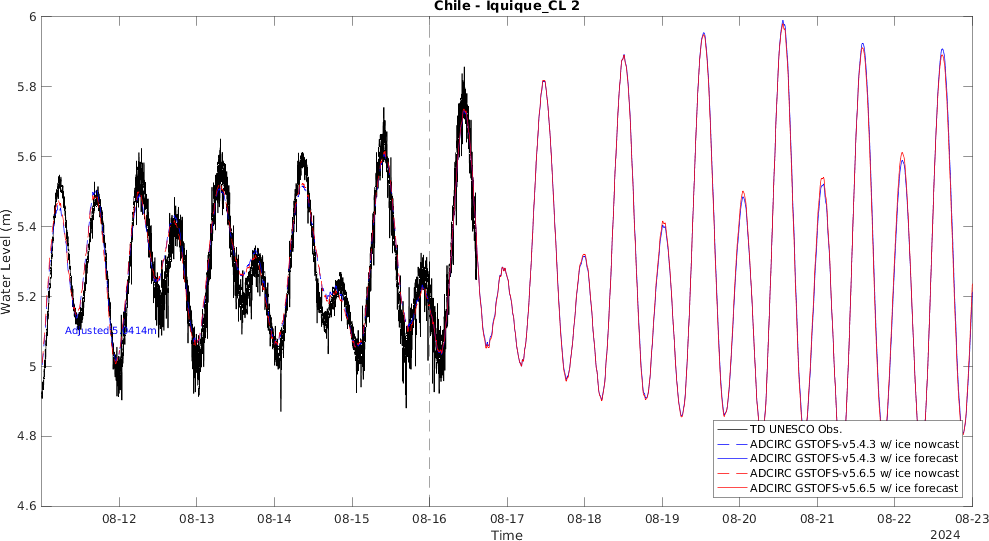 Chile - Iquique_CL 2
Water Level (m)
6
5.8
5.6
5.4
5.2
5
4.8
4.6
TD UNESCO Obs.
ADCIRC GSTOFS-v5.4.3 w/ ice nowcast
ADCIRC GSTOFS-v5.4.3 w/ ice forecast
ADCIRC GSTOFS-v5.6.5 w/ ice nowcast
ADCIRC GSTOFS-v5.6.5 w/ ice forecast
08-12 08-13 08-14 08-15 08-16 08-17 08-18 08-19 08-20 08-21 08-22 08-23
Time
2024